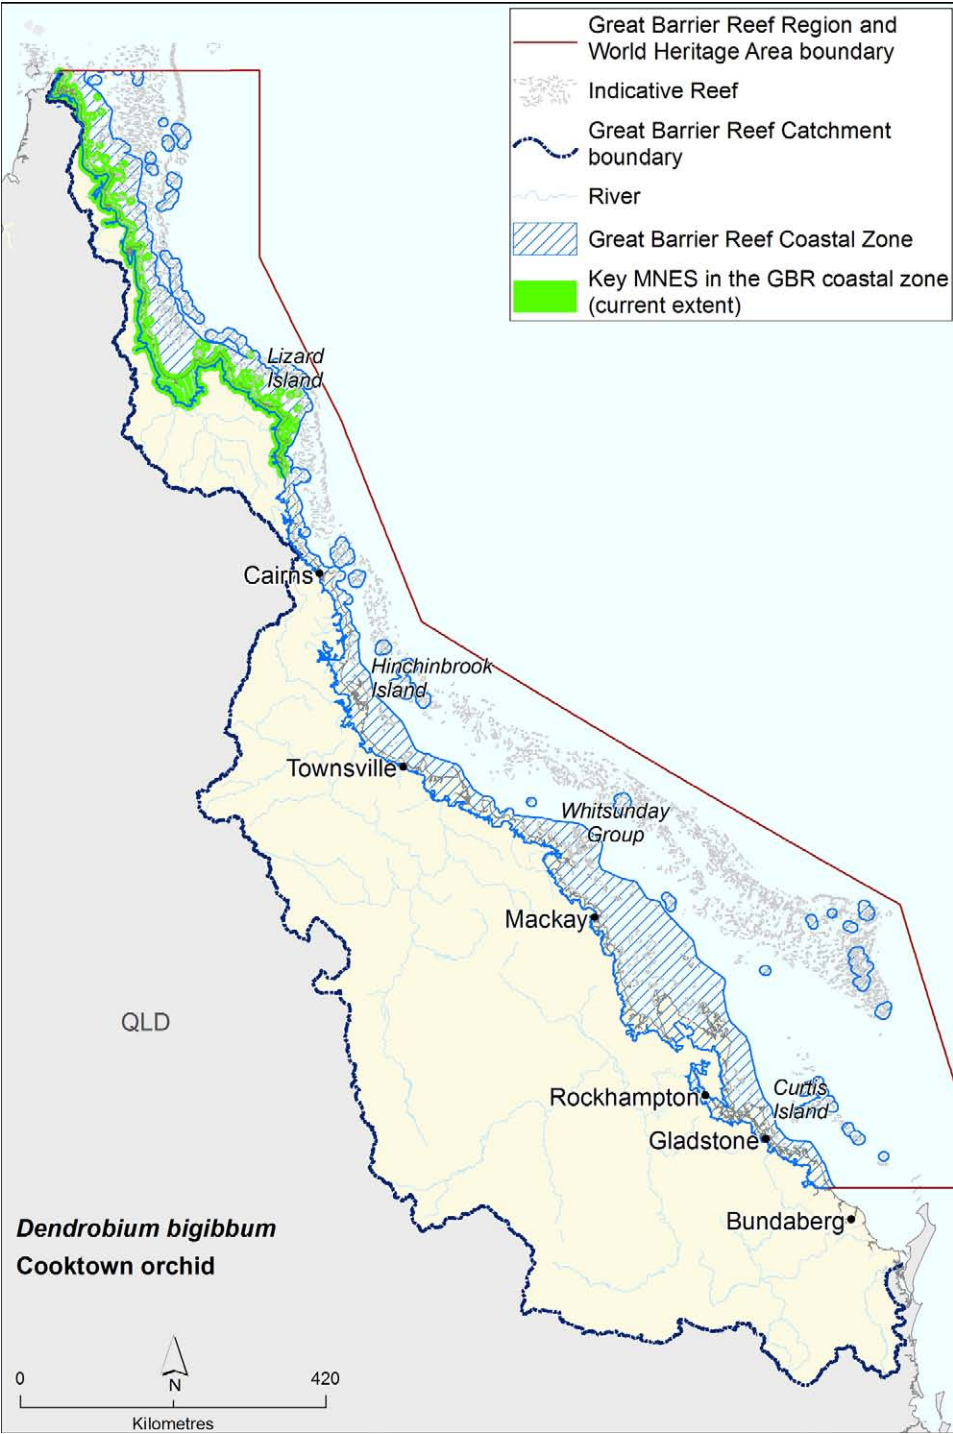 Great Barrier Reef Region and
World Heritage Area boundary
Indicative Reef
Great Barrier Reef Catchment
boundary
River
Great Barrier Reef Coastal Zone
Key MNES in the GBR coastal zone
(current extent)
Lizard
Island
Cairns
Hinchinbrook
Island
Townsville
Whitsunday
Group
Mackay
QLD
Rockhampton
Curtis
Island
Gladstone
Bundaberg
Dendrobium bigibbum
Cooktown orchid
N
0
420
Kilometres